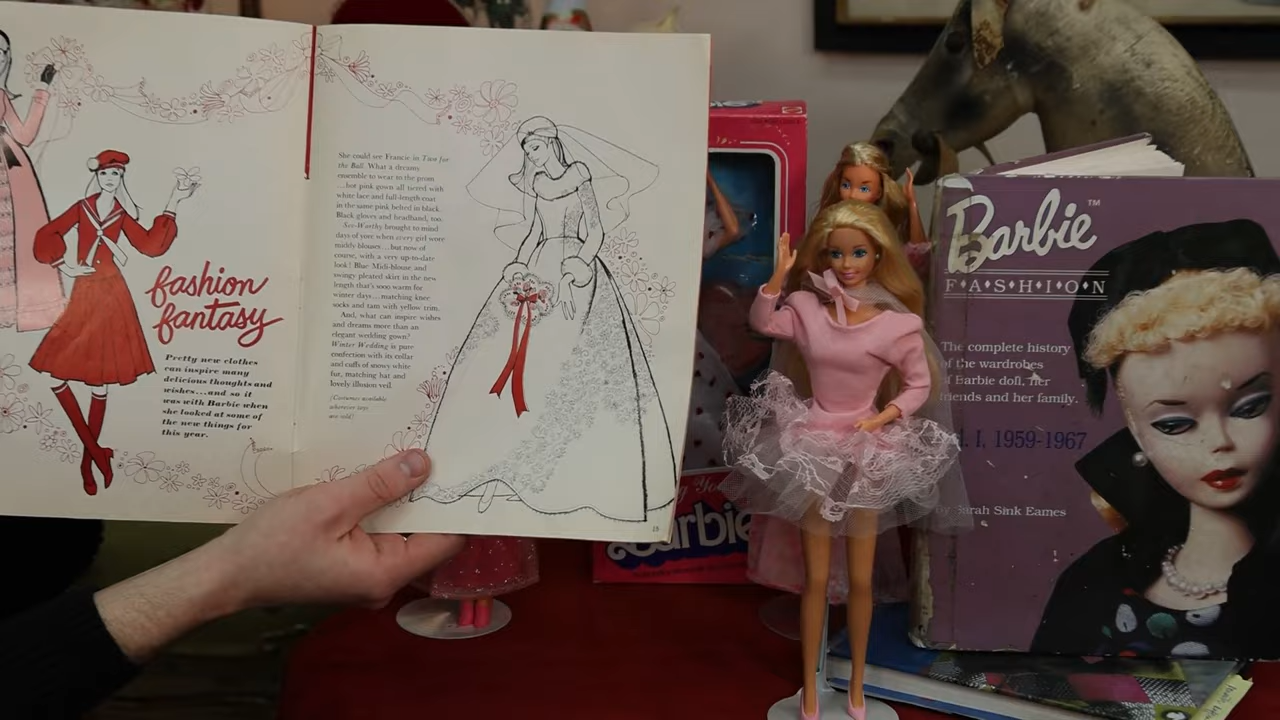 fashion
fantasy
Pretty new clothes
can inspire many
delicious thoughts and
wishes...and so it
was with Barbie when
she looked at some of
the new things for
this year.
She could see Francie in Two for
the Ball. What a dreamy
ensemble to wear to the prom
...hot pink gown all tiered with
white lace and full-length coat
in the same pink belted in black.
Black gloves and headband, too.
Sea-Worthy brought to mind
days of yore when every girl wore
middy blouses...but now of
course, with a very up-to-date
look! Blue Midi-blouse and
swingy pleated skirt in the new
length that's sooo warm for
winter days...matching knee
socks and tam with yellow trim.
And, what can inspire wishes
and dreams more than an
elegant wedding gown?
Winter Wedding is pure
confection with its collar
and cuffs of snowy white
fur, matching hat and
lovely illusion veil.
(Costumes available
wherever toys
are sold)
Barbie
Barbie™
F·A·S·H·I·O·N
The complete history
of the wardrobes
of Barbie doll, her
friends and her family.
I, 1959-1967
by Sarah Sink Eames